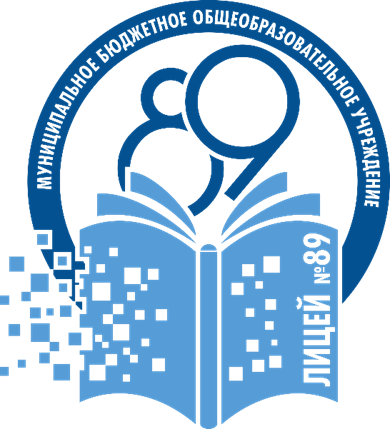 МУНИЦИПАЛЬНОЕ БЮДЖЕТНОЕ ОБЩЕОБРАЗОВАТЕЛЬНОЕ УЧРЕЖДЕНИЕ
89
ЛИЦЕЙ №89